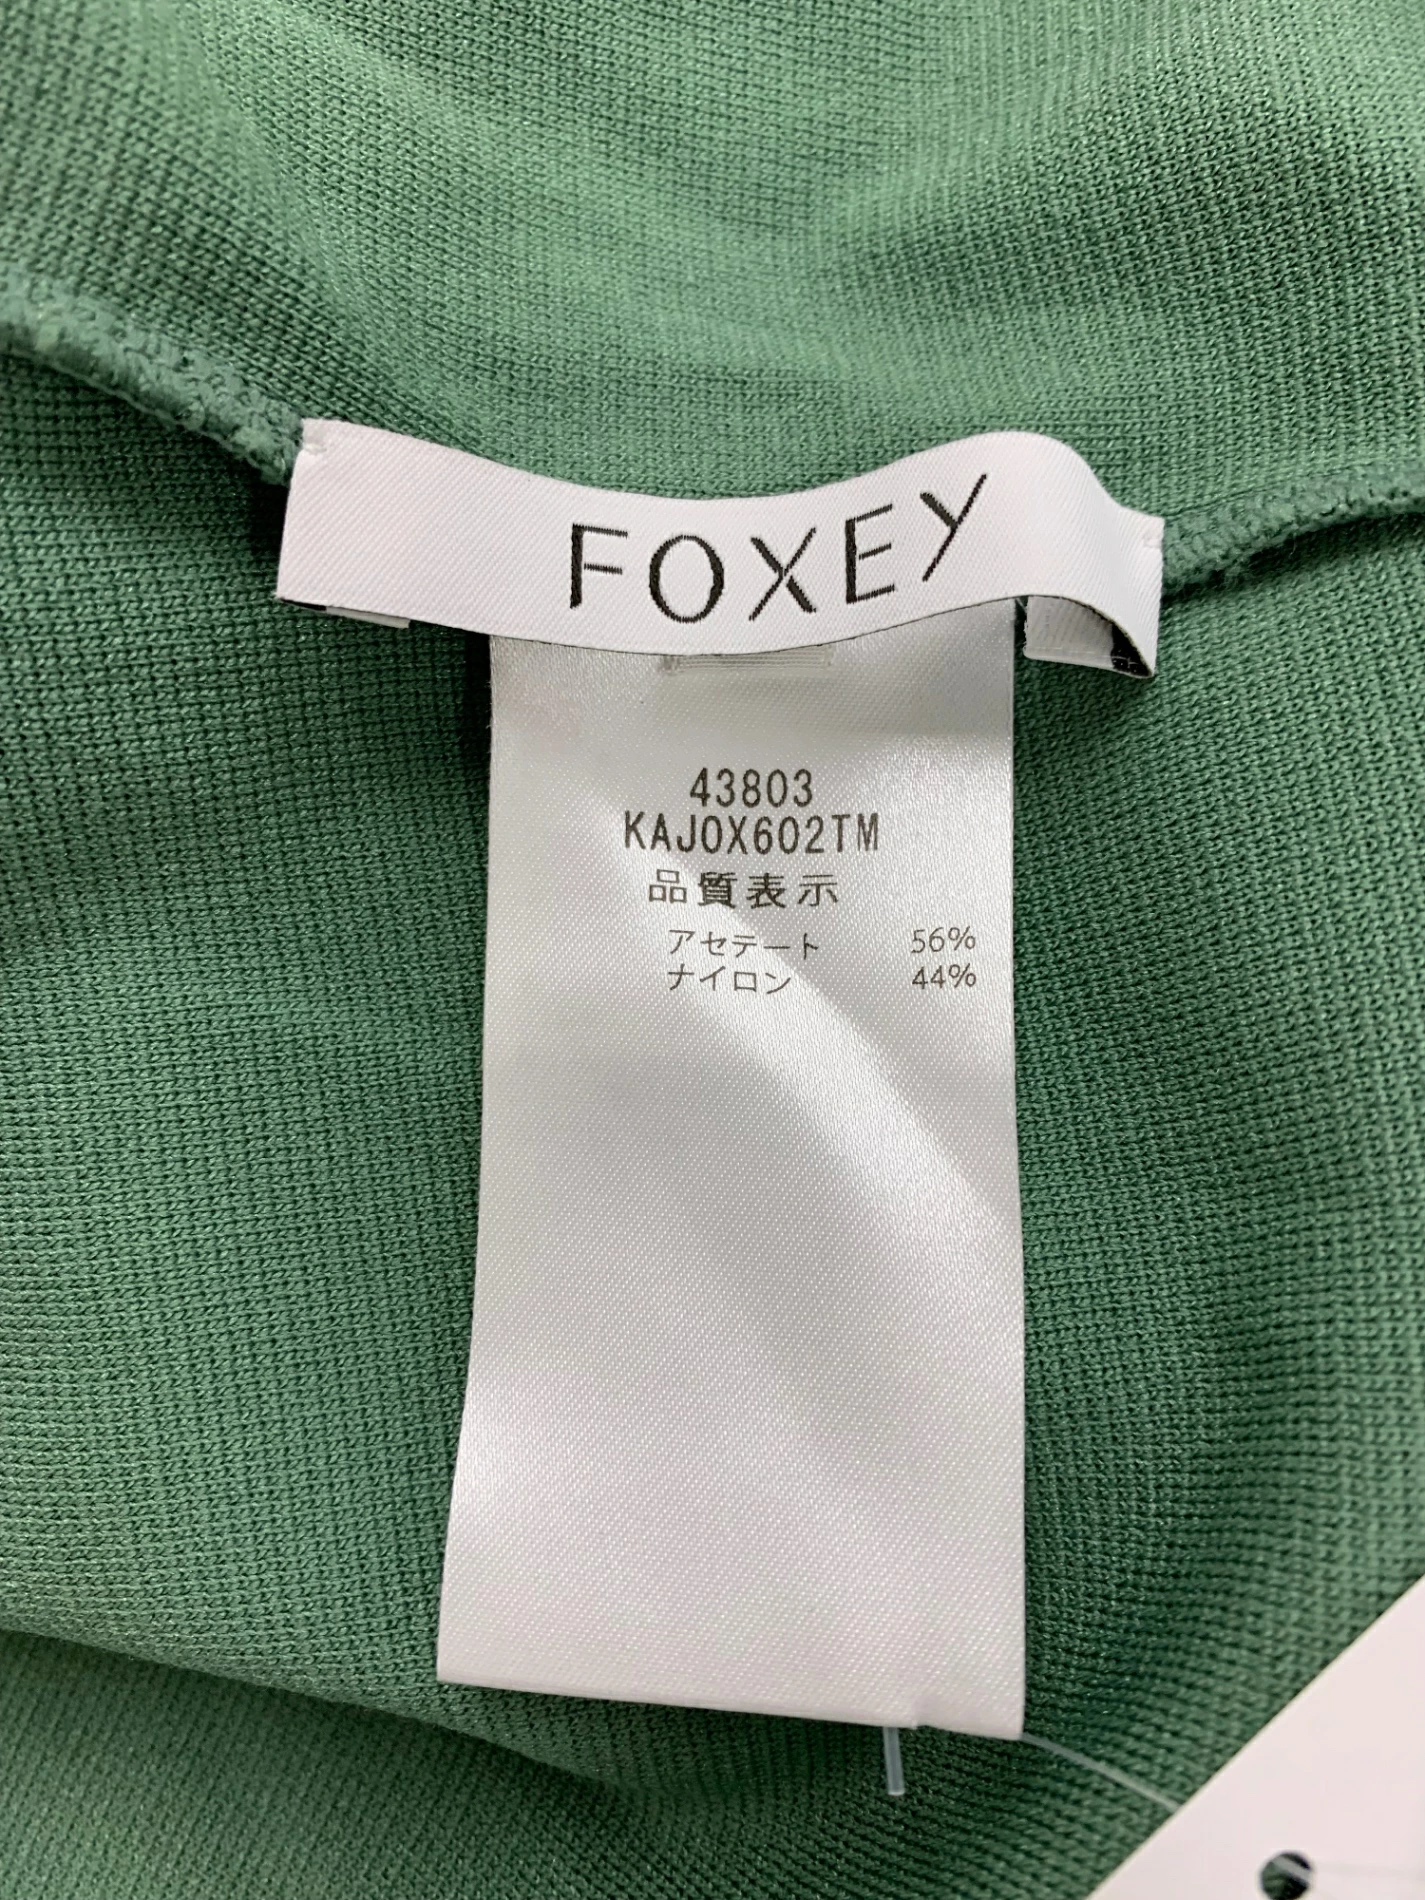 FOXEY
43803
KAJOX602TM
品質表示
アセテート 56%
ナイロン 44%